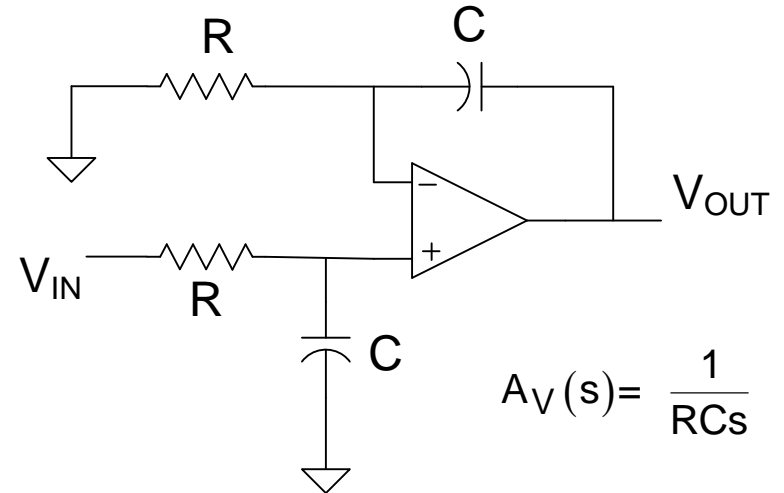 R
C
−
+
V_OUT
V_IN
R
C
A_V(s)= 1/RCs